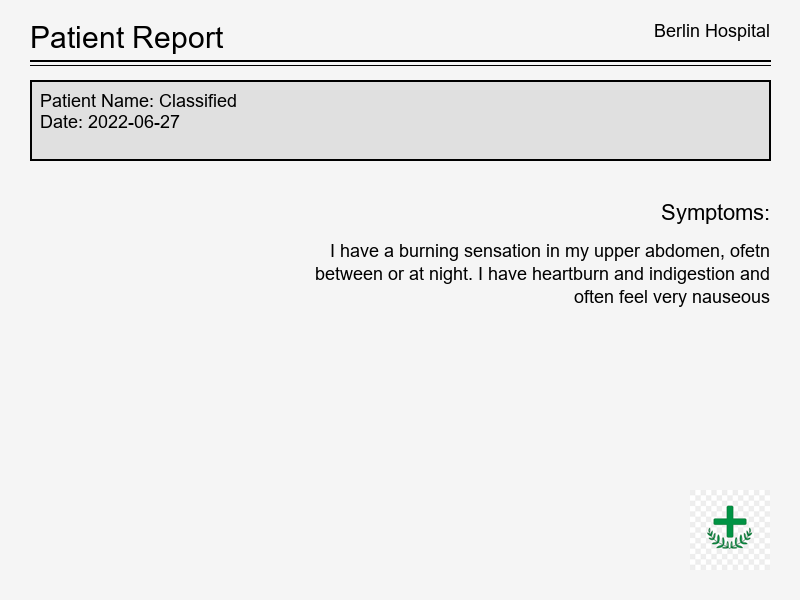 Patient Report
Berlin Hospital
Patient Name: Classified
Date: 2022-06-27
Symptoms:
I have a burning sensation in my upper abdomen, ofetn
between or at night. I have heartburn and indigestion and
often feel very nauseous